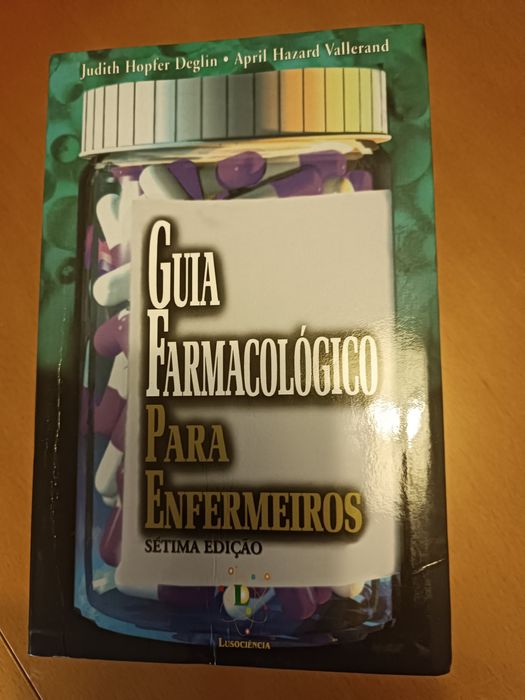 Judith Hopfer Deglin • April Hazard Vallerand
GUIA
FARMACOLÓGICO
PARA
ENFERMEIROS
SÉTIMA EDIÇÃO
L
LUSOCIÊNCIA